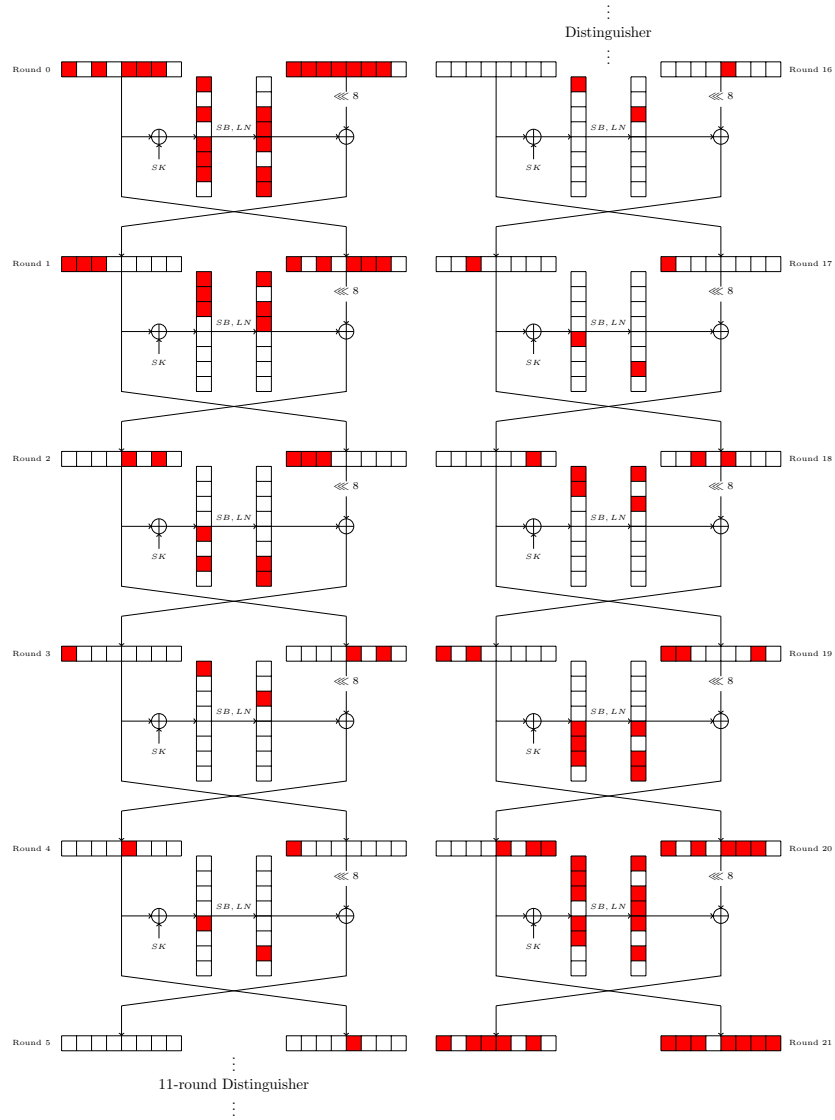 ⋮
Distinguisher
⋮
Round 0
⋘ 8
SB, LN
SK
Round 16
⋘ 8
SB, LN
SK
Round 1
⋘ 8
SB, LN
SK
Round 17
⋘ 8
SB, LN
SK
Round 2
⋘ 8
SB, LN
SK
Round 18
⋘ 8
SB, LN
SK
Round 3
⋘ 8
SB, LN
SK
Round 19
⋘ 8
SB, LN
SK
Round 4
⋘ 8
SB, LN
SK
Round 20
⋘ 8
SB, LN
SK
Round 5
Round 21
⋮
11-round Distinguisher
⋮